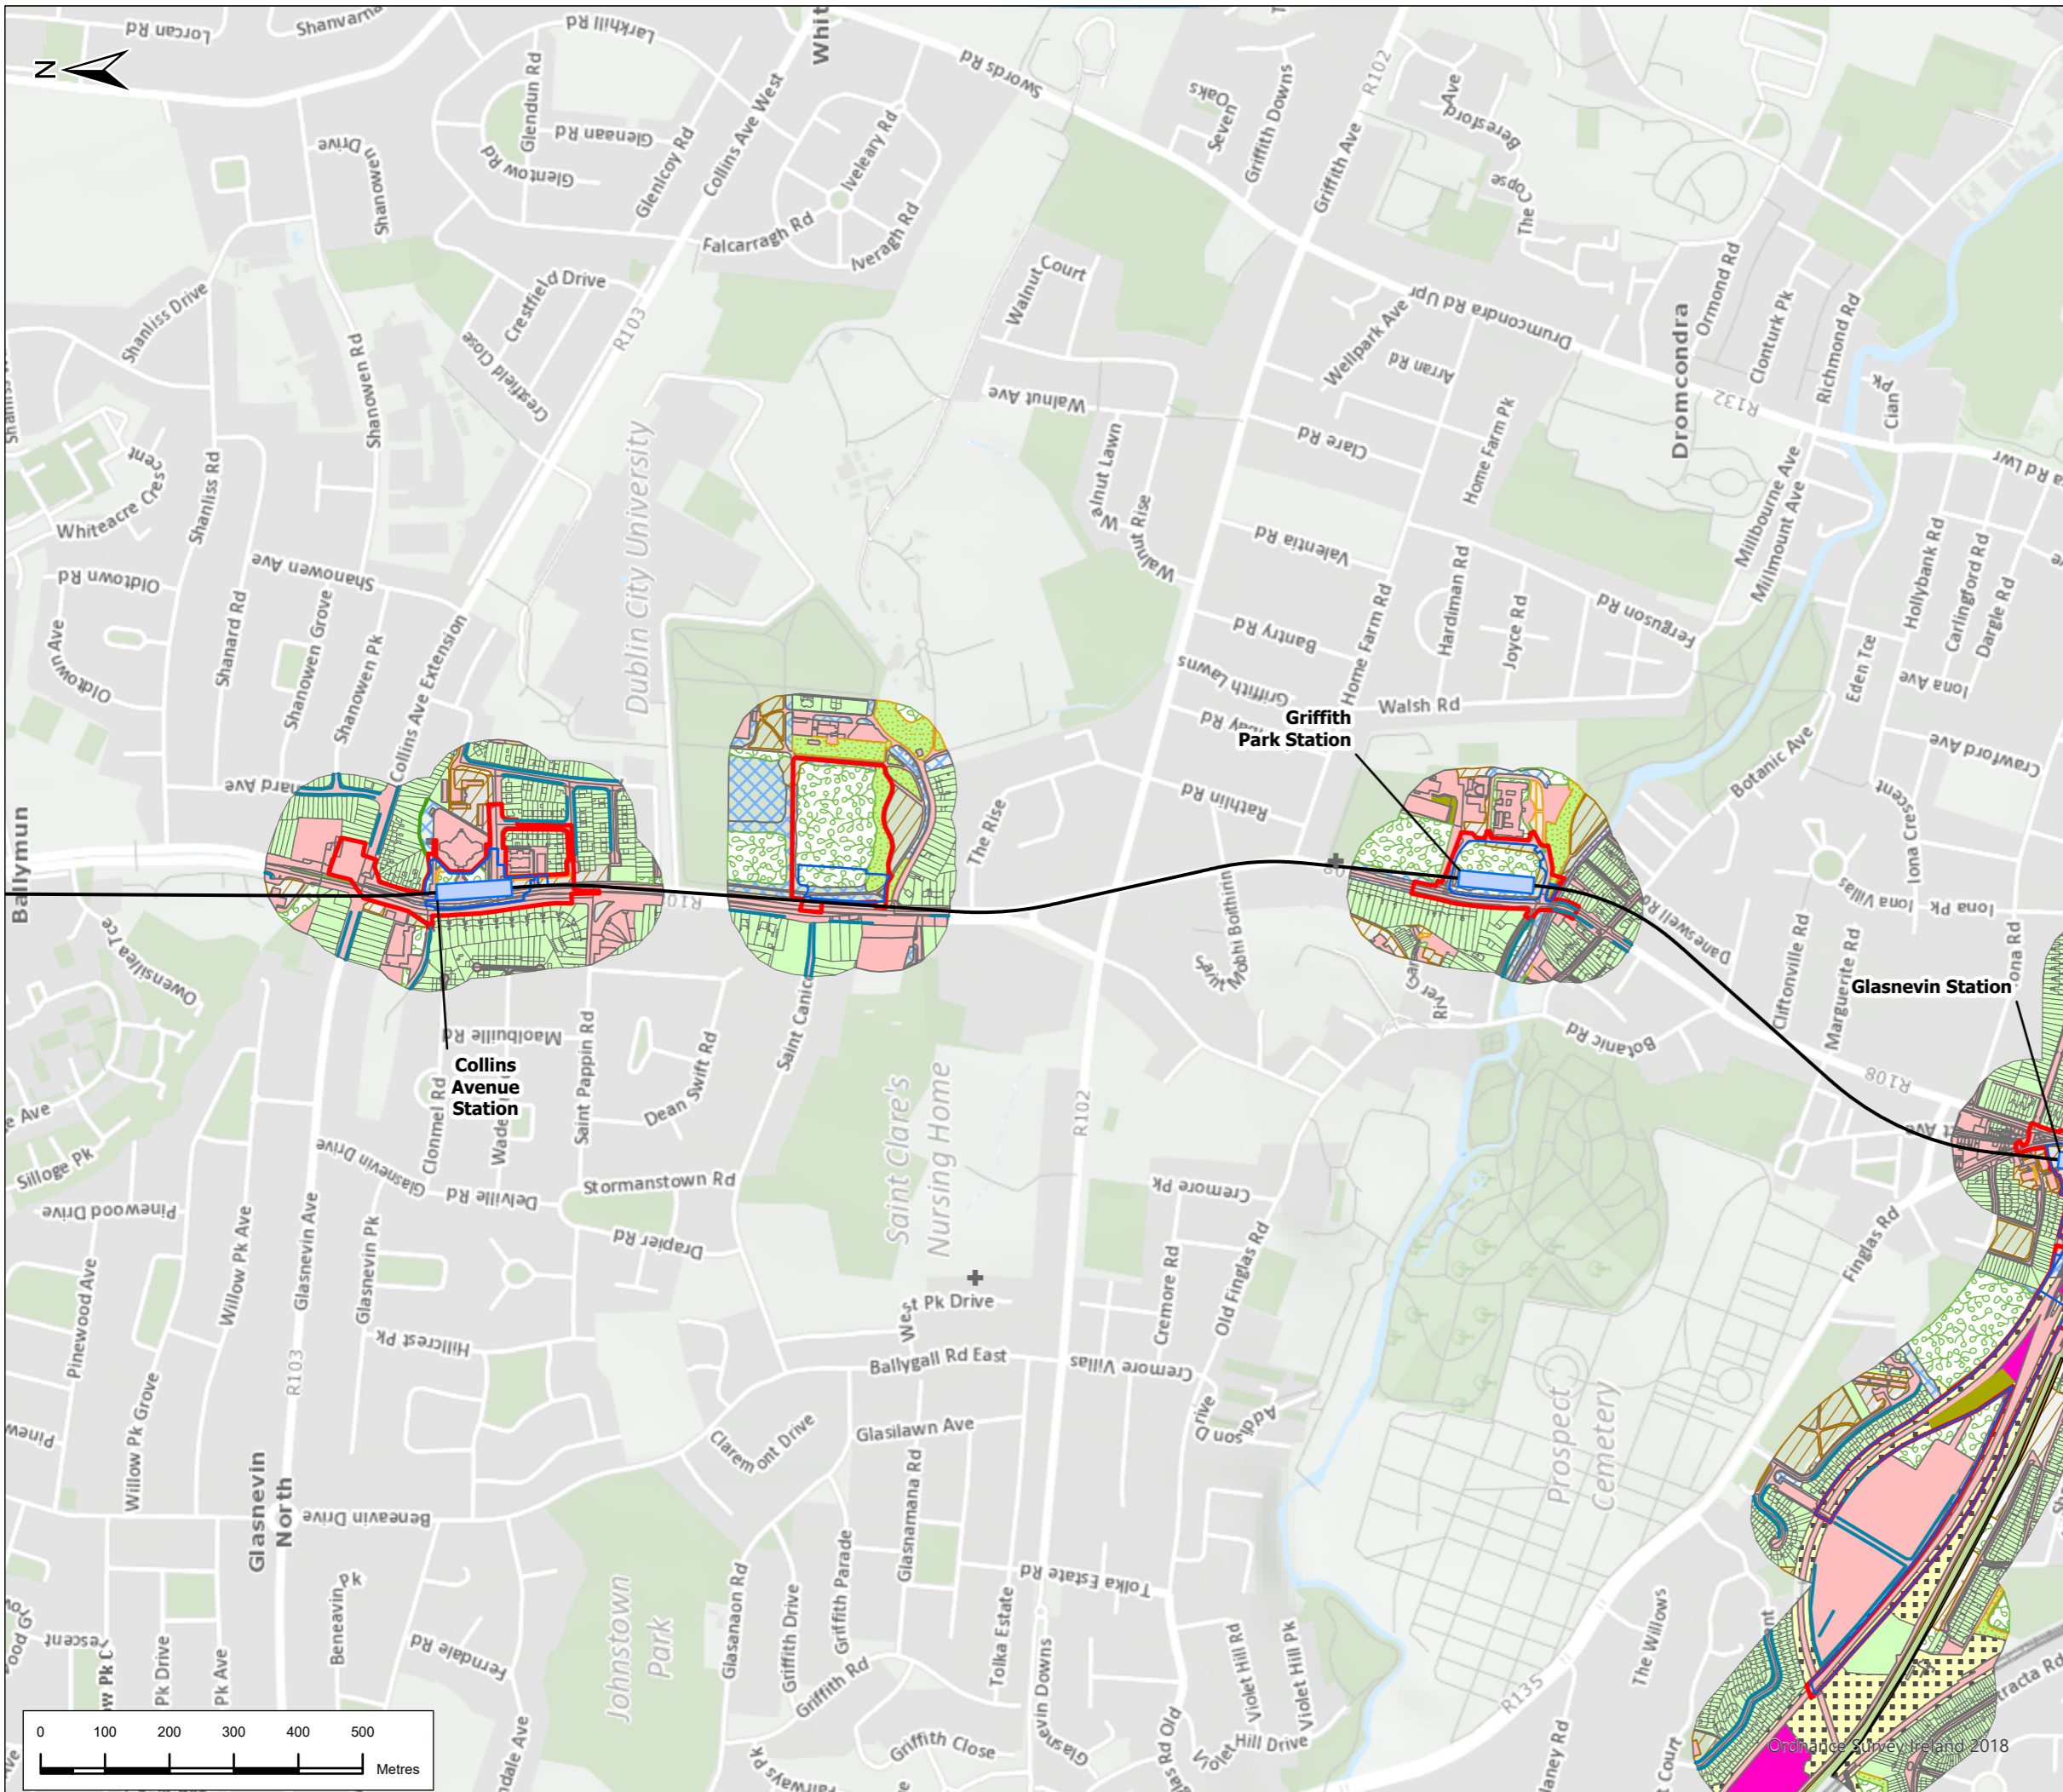 Lorcan Rd
Shanvarna
Larkhill Rd
Whit
Swords Rd
R102
N
Glendun Rd
Glenaan Rd
Glentow Rd
Glenlcoy Rd
Collins Ave West
Iveleary Rd
Falcarragh Rd
Iveragh Rd
Shanowen Drive
Seven Oaks
Griffith Downs
Griffith Ave
Beresford Ave
The Copse
Shanliss Drive
Crestfield Drive
Crestfield Close
R103
Shanowen Rd
Walnut Court
Walnut Ave
Walnut Lawn
Walnut Rise
Wellpark Ave
Arran Rd
Drumcondra Rd Upr
Clare Rd
Home Farm Pk
Dromcondra
Ormond Rd
Clonturk Pk
Richmond Rd
R132
Cian Pk
Millbourne Ave
Millmount Ave
Whiteacre Crescent
Shanliss Rd
Oldtown Rd
Oldtown Ave
Shanard Rd
Shanowen Ave
Shanowen Grove
Shanowen Pk
Collins Ave Extension
Dublin City University
Valentia Rd
Bantry Rd
Home Farm Rd
Hardiman Rd
Joyce Rd
Ferguson Rd
Hollybank Rd
Carlingford Rd
Dargle Rd
Eden Tce
Iona Ave
Griffith Lawns
Walsh Rd
Griffith
Park Station
Rathlin Rd
The Rise
Botanic Ave
Crawford Ave
Iona Crescent
Iona Villas
Iona Pk
Ballymun
Owensilea Tce
Saint Mobhi Boithirin
Daneswell Rd
Cliftonville Rd
Marguerite Rd
Glasnevin Station
Botanic Rd
R108
Maolbuille Rd
Collins
Avenue
Station
Clonmel Rd
Saint Pappin Rd
Dean Swift Rd
Silloge Pk
Pinewood Drive
Pinewood Ave
Willow Pk Ave
Willow Pk Grove
Glasnevin Ave
Glasnevin Pk
Glasnevin Drive
Delville Rd
Stormanstown Rd
Drapier Rd
Hillcrest Pk
R103
Saint Clare's
Nursing Home
R102
West Pk Drive
Ballygall Rd East
Cremore Pk
Cremore Rd
Old Finglas Rd
Cremore Villas
Addison Drive
Finglas Rd
Prospect
Cemetery
Claremont Drive
Glasilawn Ave
Glasnamana Rd
Glasnevin
North
Beneavin Drive
Beneavin Pk
Ferndale Rd
Johnstown
Park
Glasanaon Rd
Griffith Drive
Griffith Parade
Griffith Rd
Griffith Close
Tolka Estate Rd
Tolka Estate
Glasnevin Downs
Violet Hill Rd
Violet Hill Pk
Violet Hill Drive
R135
The Willows
Pk Drive
Pk Ave
0 100 200 300 400 500
Metres
Ordnance Survey Ireland 2018